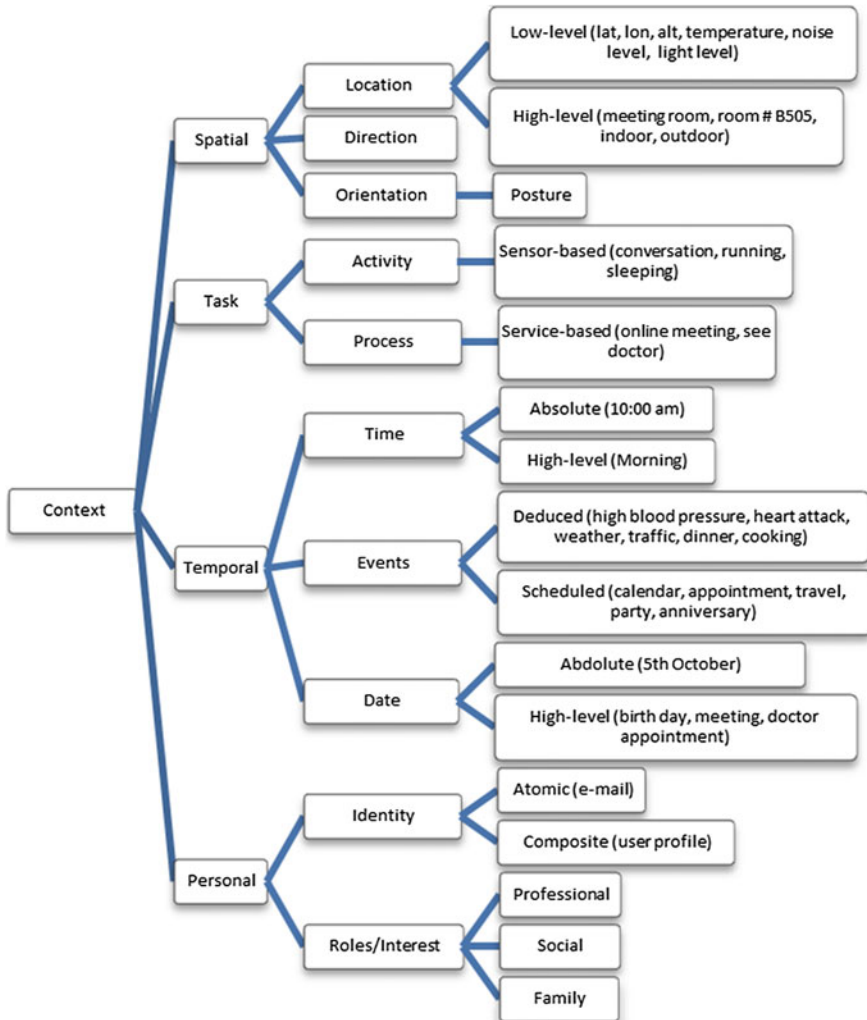 Context
Spatial
Location
Low-level (lat, lon, alt, temperature, noise
level, light level)
High-level (meeting room, room # B505,
indoor, outdoor)
Direction
Orientation
Posture
Task
Activity
Sensor-based (conversation, running,
sleeping)
Process
Service-based (online meeting, see
doctor)
Temporal
Time
Absolute (10:00 am)
High-level (Morning)
Events
Deduced (high blood pressure, heart attack,
weather, traffic, dinner, cooking)
Scheduled (calendar, appointment, travel,
party, anniversary)
Date
Abdolute (5th October)
High-level (birth day, meeting, doctor
appointment)
Personal
Identity
Atomic (e-mail)
Composite (user profile)
Roles/Interest
Professional
Social
Family